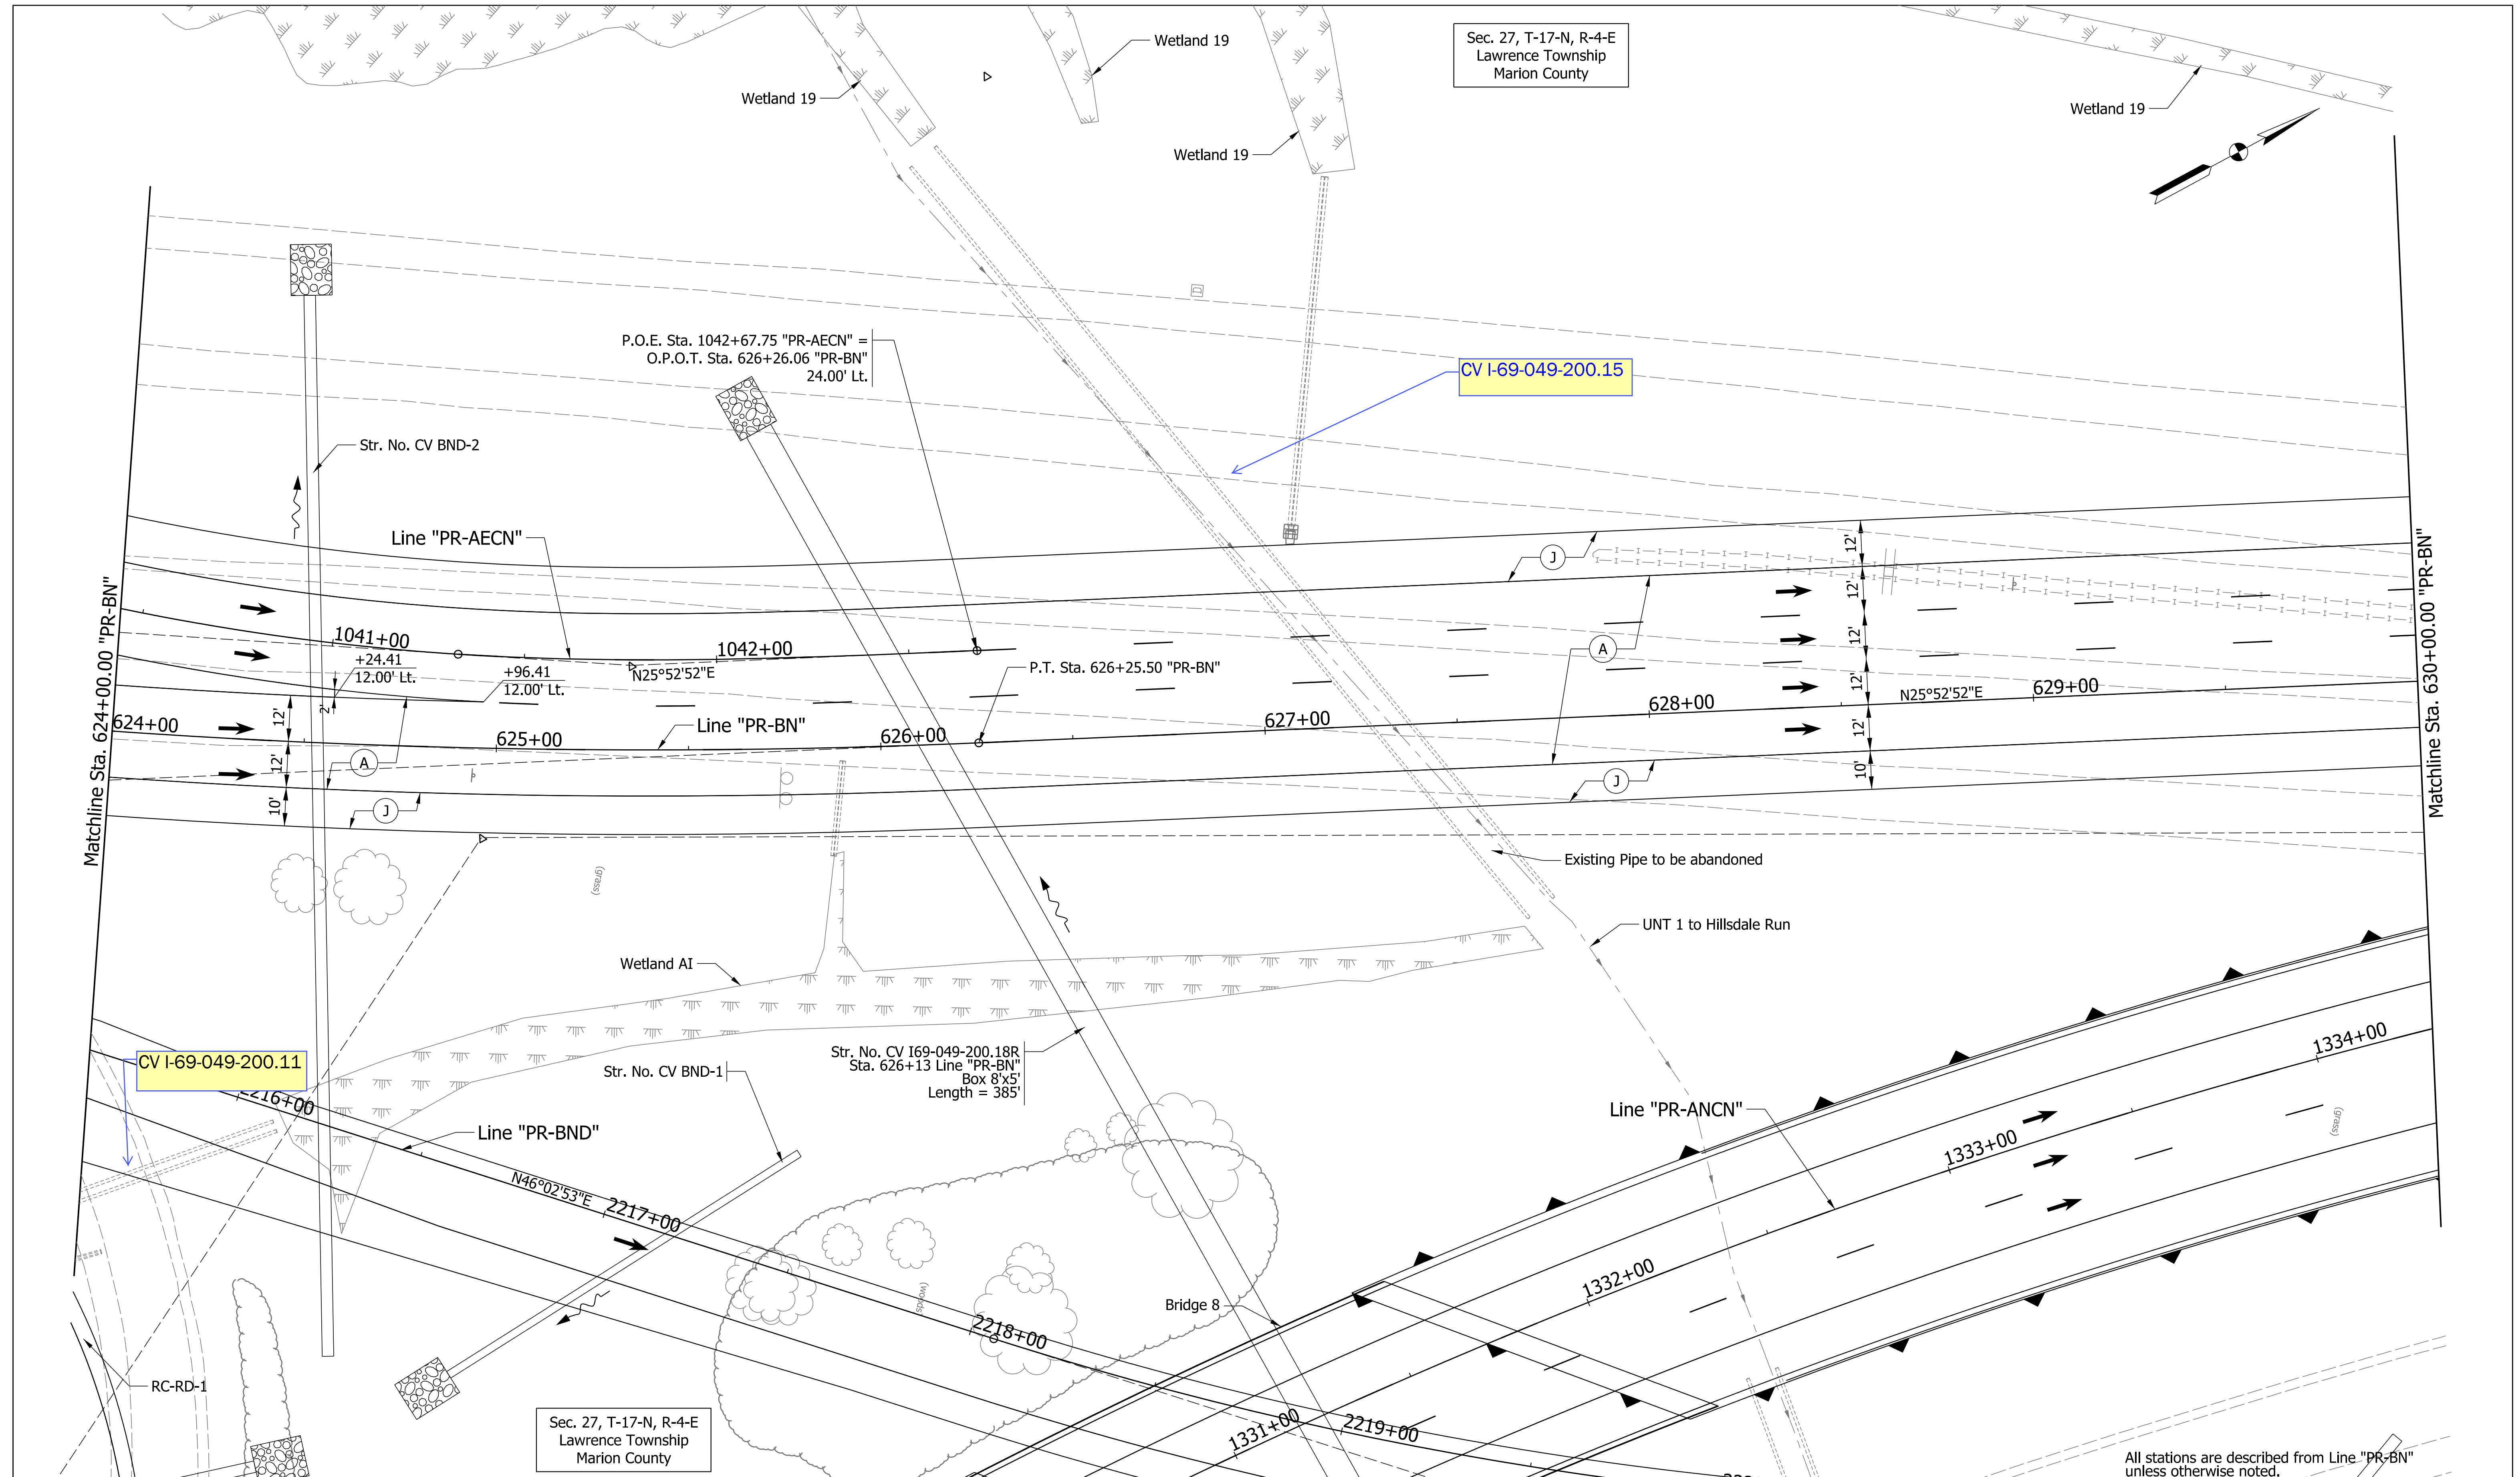 Wetland 19
Wetland 19
Wetland 19
Wetland 19
Sec. 27, T-17-N, R-4-E
Lawrence Township
Marion County
P.O.E. Sta. 1042+67.75 "PR-AECN" =
O.P.O.T. Sta. 626+26.06 "PR-BN"
24.00' Lt.
D
CV I-69-049-200.15
Str. No. CV BND-2
Line "PR-AECN"
J
A
12'
12'
12'
12'
12'
10'
Matchline Sta. 624+00.00 "PR-BN"
Matchline Sta. 630+00.00 "PR-BN"
1041+00
1042+00
+24.41
12.00' Lt.
+96.41
12.00' Lt.
N25°52'52"E
P.T. Sta. 626+25.50 "PR-BN"
N25°52'52"E
2'
12'
12'
10'
624+00
625+00
626+00
627+00
628+00
629+00
Line "PR-BN"
A
J
J
P
P
(grass)
Existing Pipe to be abandoned
UNT 1 to Hillsdale Run
Wetland AI
CV I-69-049-200.11
Str. No. CV BND-1
Str. No. CV I69-049-200.18R
Sta. 626+13 Line "PR-BN"
Box 8'x5'
Length = 385'
2216+00
Line "PR-BND"
N46°02'53"E
2217+00
2218+00
2219+00
Line "PR-ANCN"
1331+00
1332+00
1333+00
1334+00
(grass)
(woods)
Bridge 8
RC-RD-1
Sec. 27, T-17-N, R-4-E
Lawrence Township
Marion County
All stations are described from Line "PR-BN"
unless otherwise noted.